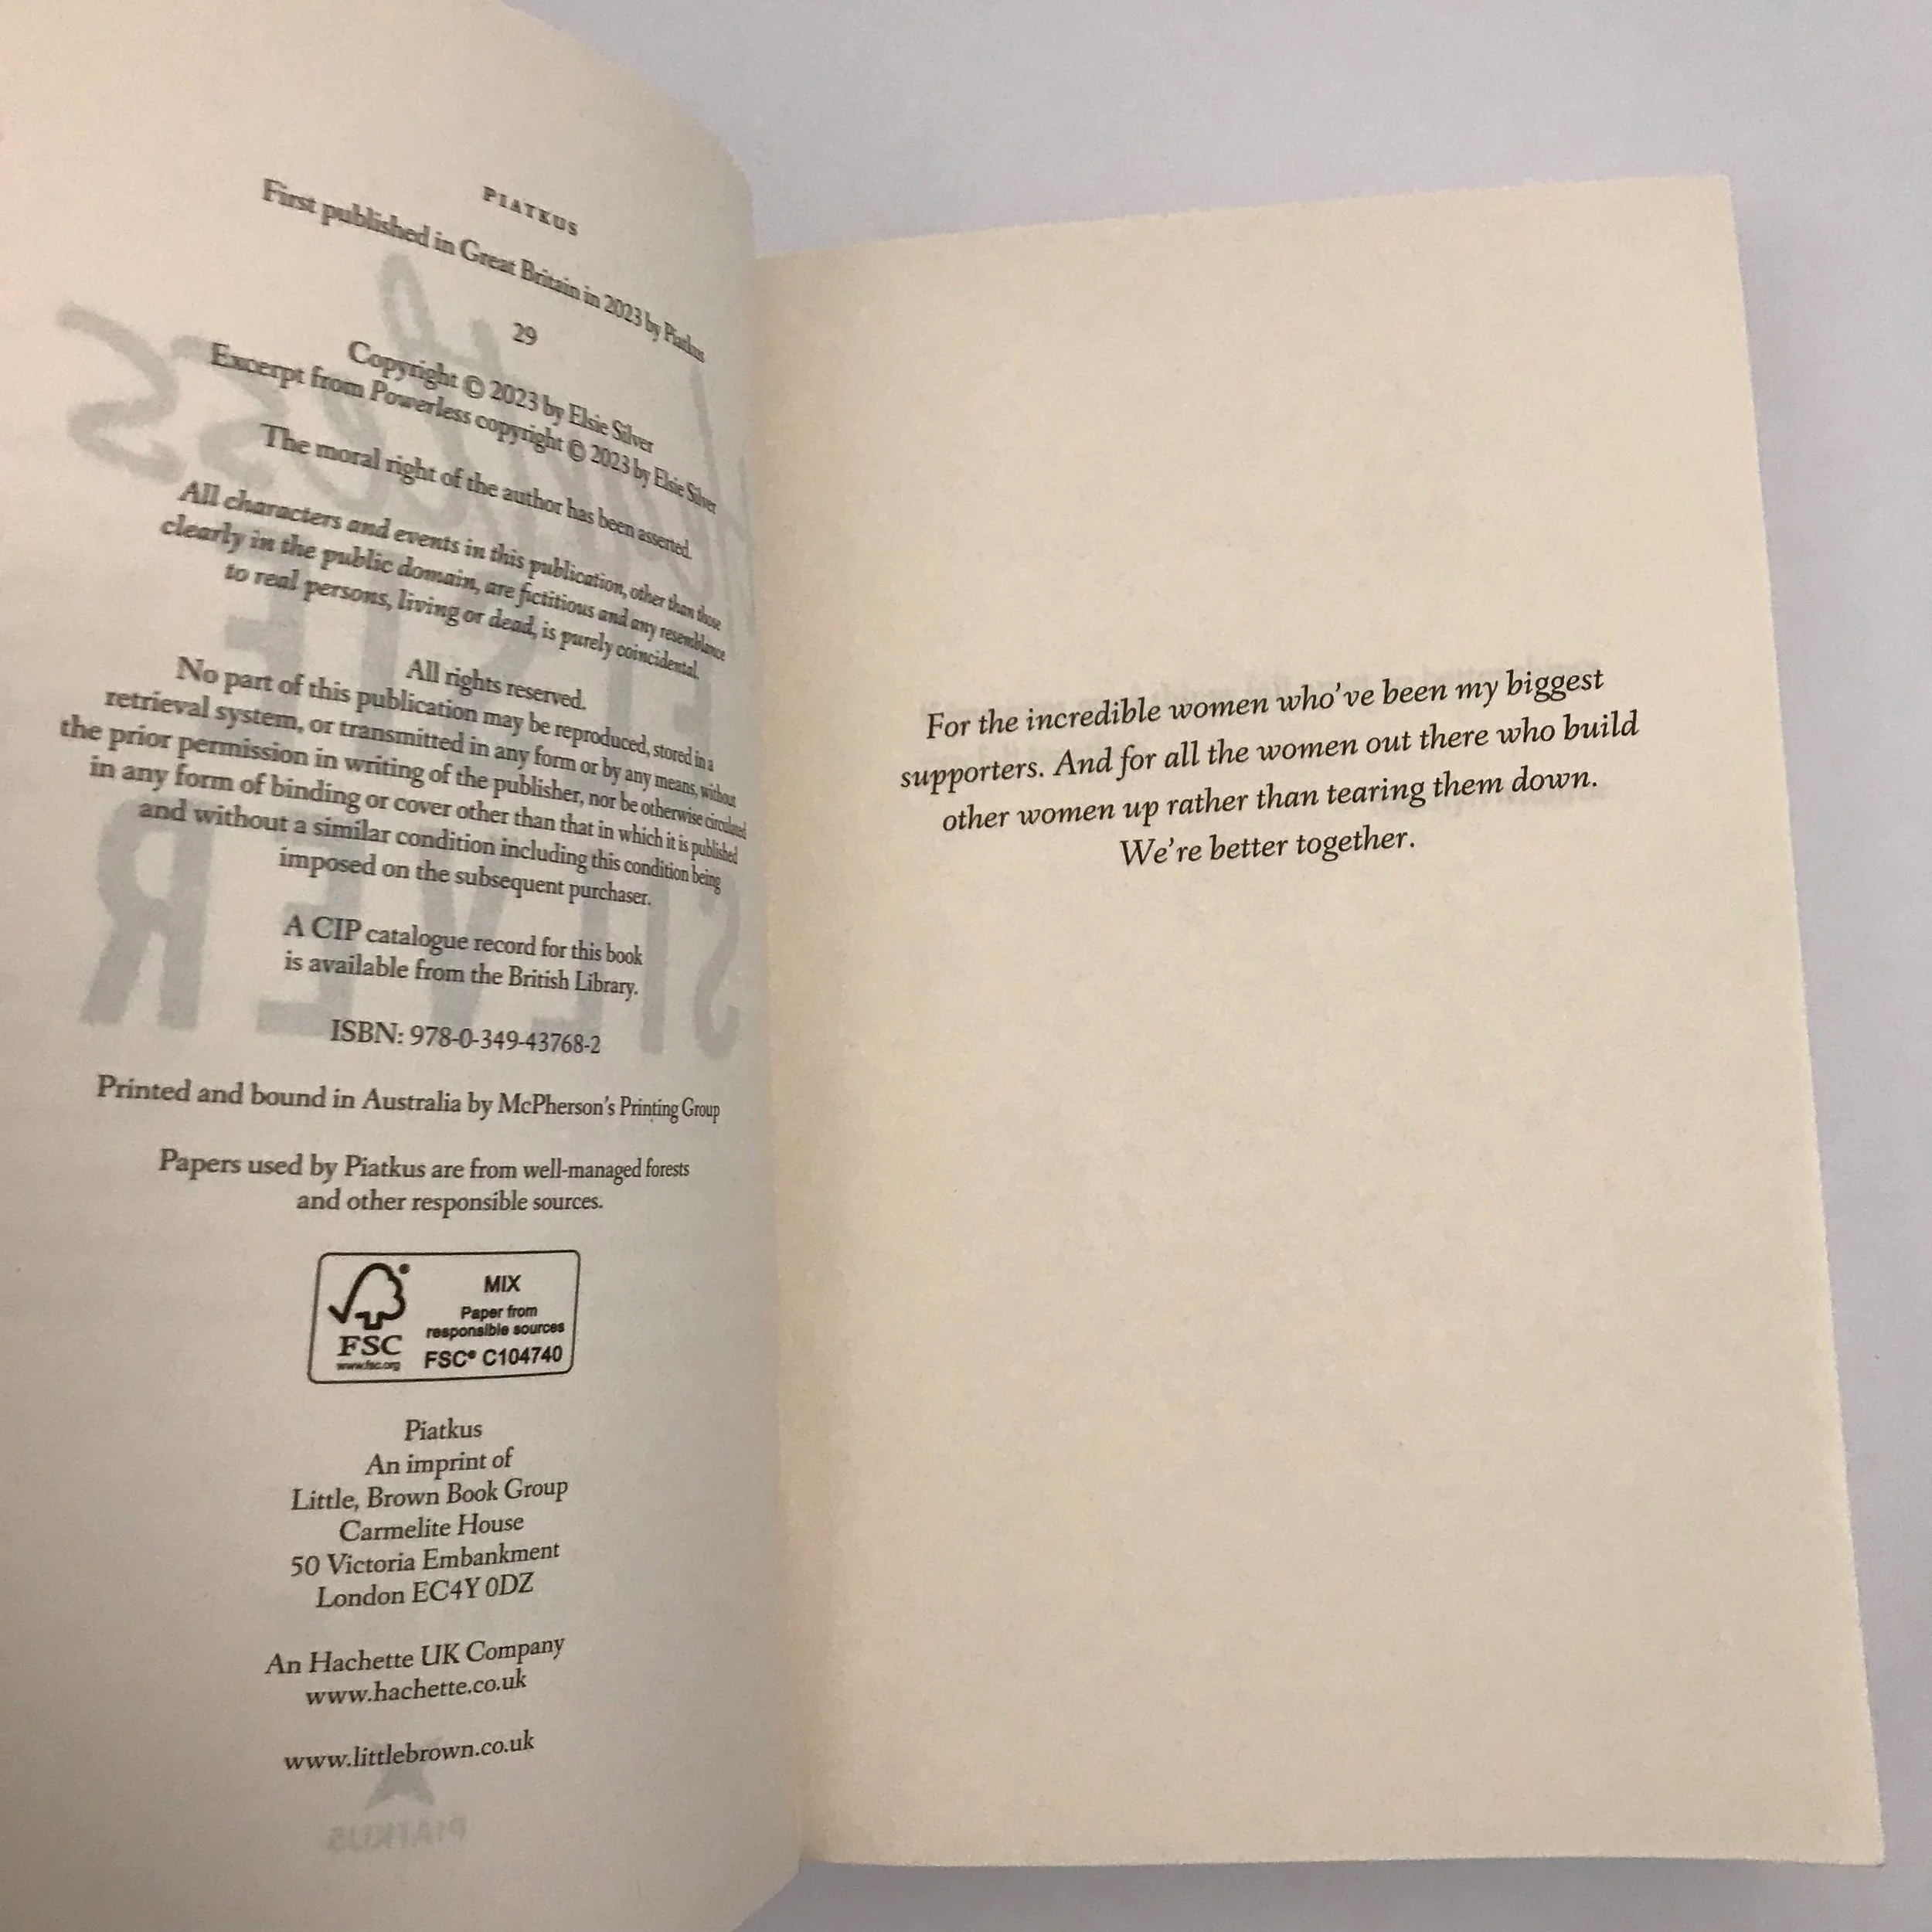 PIATKUS
First published in Great Britain in 2023 by Piatkus
29
Copyright © 2023 by Elsie Silver
Excerpt from Powerless copyright © 2023 by Elsie Silver
The moral right of the author has been asserted.
All characters and events in this publication, other than those
clearly in the public domain, are fictitious and any resemblance
to real persons, living or dead, is purely coincidental.
All rights reserved.
No part of this publication may be reproduced, stored in a
retrieval system, or transmitted in any form or by any means, without
the prior permission in writing of the publisher, nor be otherwise circulated
in any form of binding or cover other than that in which it is published
and without a similar condition including this condition being
imposed on the subsequent purchaser.
A CIP catalogue record for this book
is available from the British Library.
ISBN: 978-0-349-43768-2
Printed and bound in Australia by McPherson's Printing Group
Papers used by Piatkus are from well-managed forests
and other responsible sources.
MIX
Paper from
responsible sources
FSC® C104740
FSC
www.fsc.org
Piatkus
An imprint of
Little, Brown Book Group
Carmelite House
50 Victoria Embankment
London EC4Y 0DZ
An Hachette UK Company
www.hachette.co.uk
www.littlebrown.co.uk
PIATKUS
For the incredible women who've been my biggest
supporters. And for all the women out there who build
other women up rather than tearing them down.
We're better together.